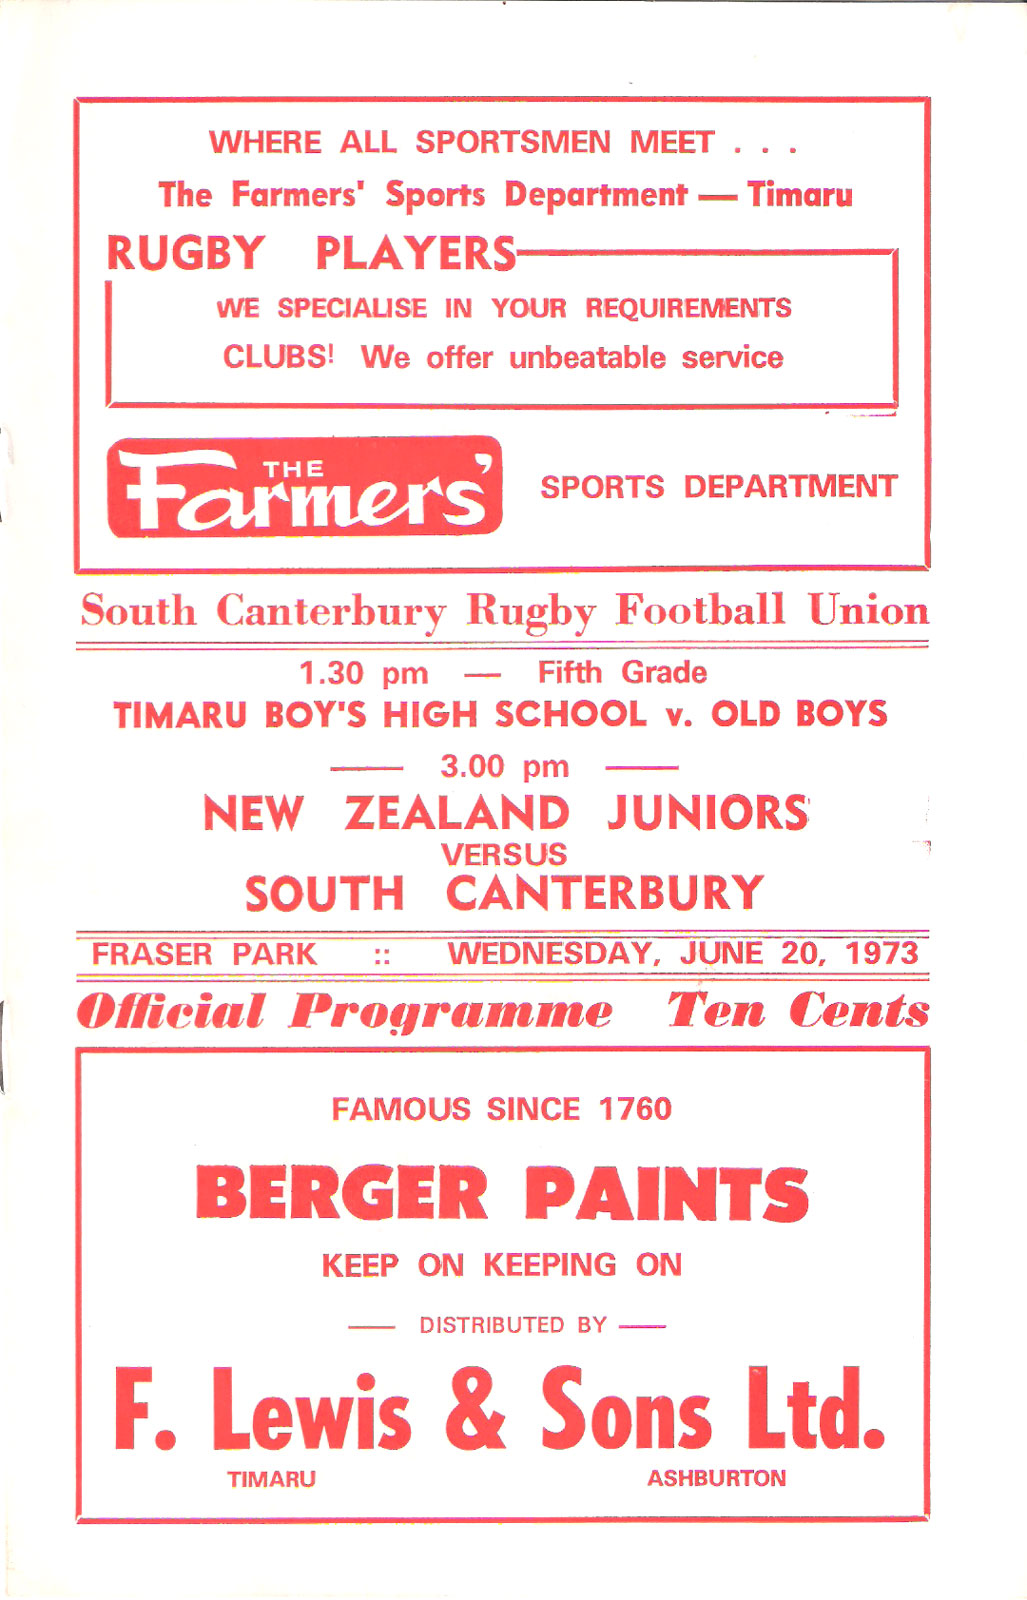 WHERE ALL SPORTSMEN MEET . . .
The Farmers' Sports Department — Timaru
RUGBY PLAYERS
WE SPECIALISE IN YOUR REQUIREMENTS
CLUBS! We offer unbeatable service
THE
Farmers'
SPORTS DEPARTMENT
South Canterbury Rugby Football Union
1.30 pm — Fifth Grade
TIMARU BOY'S HIGH SCHOOL v. OLD BOYS
— 3.00 pm —
NEW ZEALAND JUNIORS
VERSUS
SOUTH CANTERBURY
FRASER PARK :: WEDNESDAY, JUNE 20, 1973
Official Programme Ten Cents
FAMOUS SINCE 1760
BERGER PAINTS
KEEP ON KEEPING ON
— DISTRIBUTED BY —
F. Lewis & Sons Ltd.
TIMARU ASHBURTON